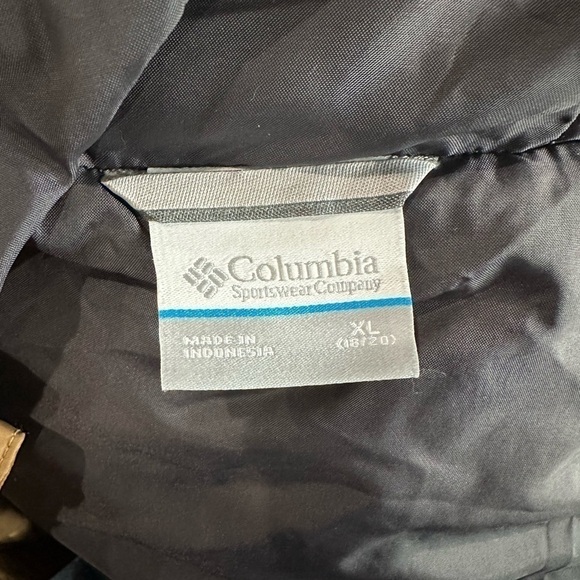 Columbia
Sportswear Company
MADE IN
INDONESIA
XL
(18/20)